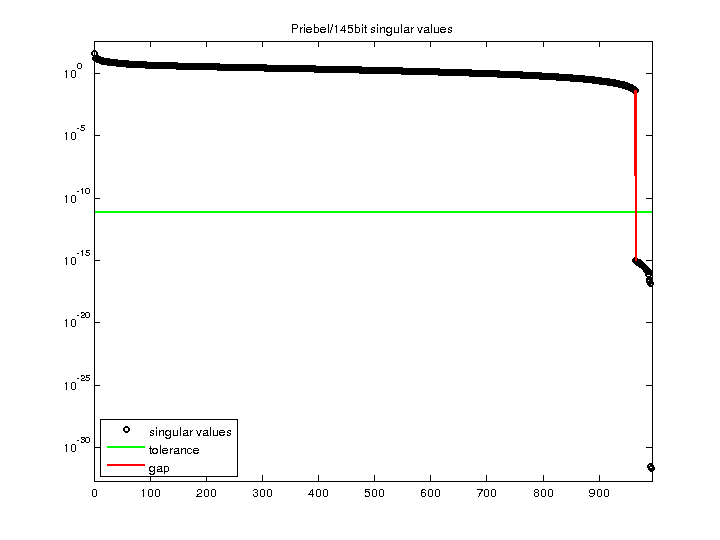 Priebel/145bit singular values
10^0
10^-5
10^-10
10^-15
10^-20
10^-25
10^-30
singular values
tolerance
gap
0 100 200 300 400 500 600 700 800 900